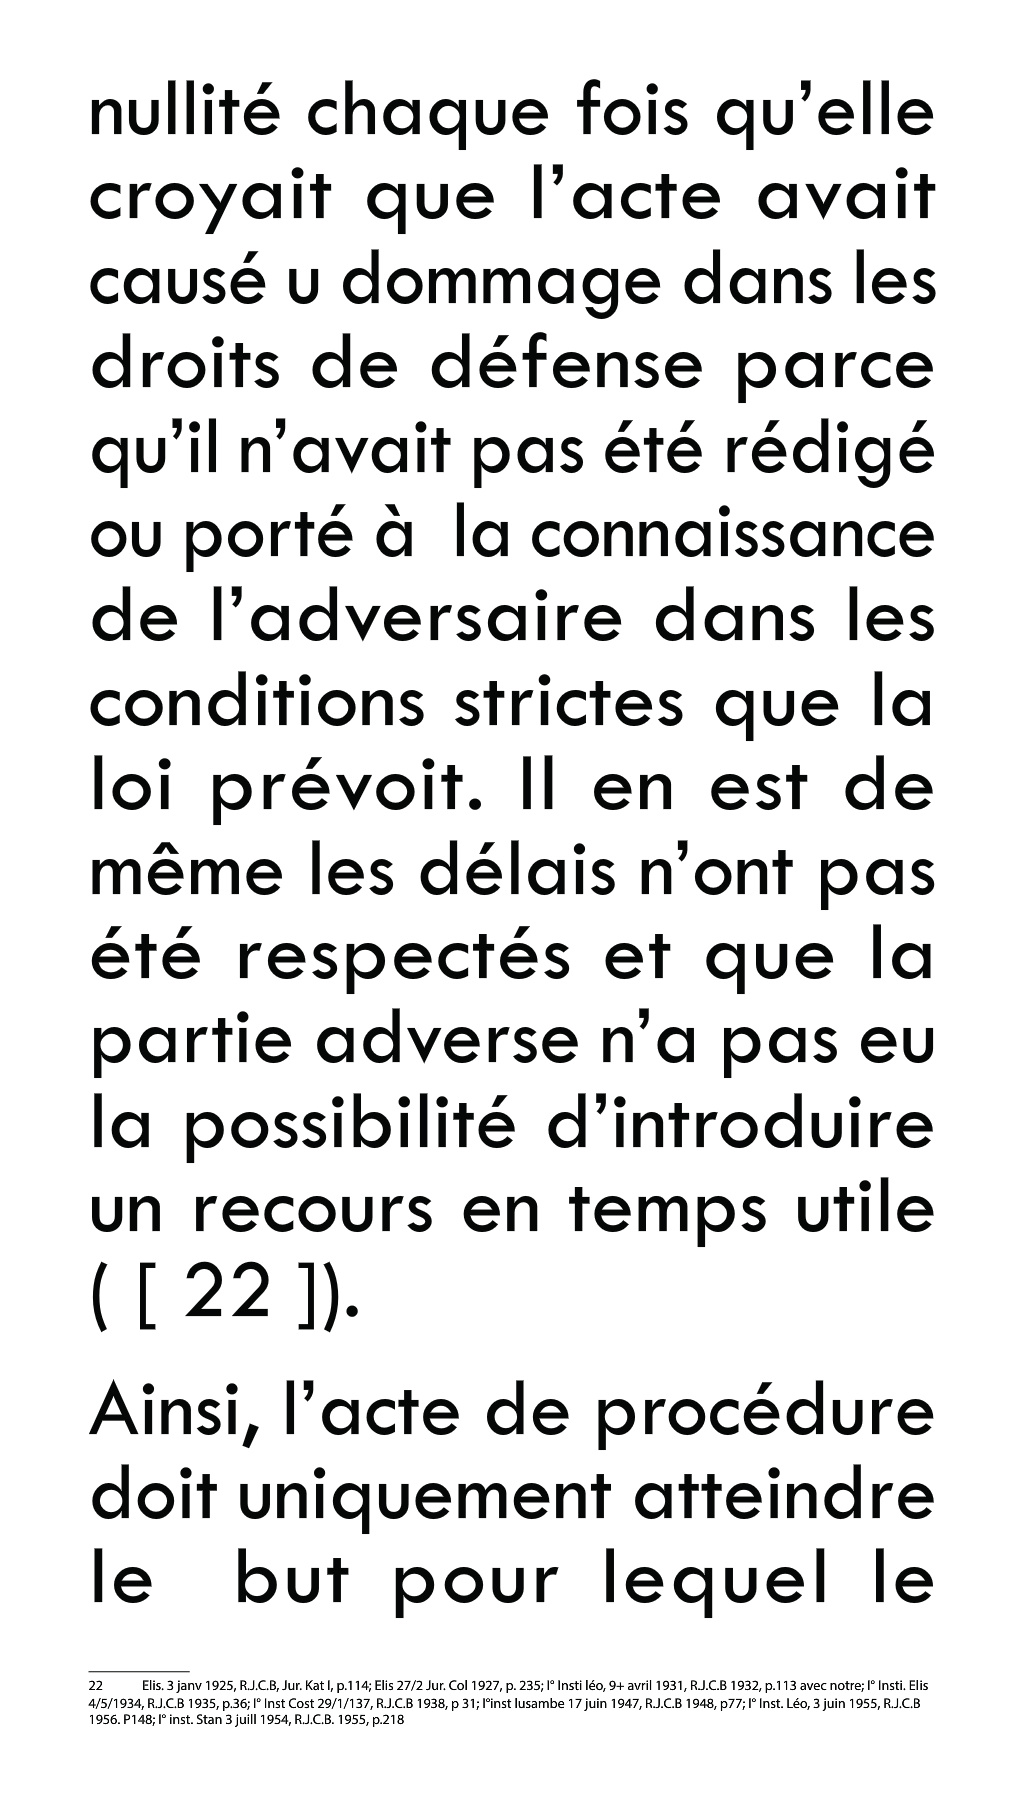 nullité chaque fois qu’elle
croyait que l’acte avait
causé u dommage dans les
droits de défense parce
qu’il n’avait pas été rédigé
ou porté à la connaissance
de l’adversaire dans les
conditions strictes que la
loi prévoit. Il en est de
même les délais n’ont pas
été respectés et que la
partie adverse n’a pas eu
la possibilité d’introduire
un recours en temps utile
( [ 22 ]).
Ainsi, l’acte de procédure
doit uniquement atteindre
le but pour lequel le
22 Elis. 3 janv 1925, R.J.C.B, Jur. Kat I, p.114; Elis 27/2 Jur. Col 1927, p. 235; I° Insti léo, 9+ avril 1931, R.J.C.B 1932, p.113 avec notre; I° Insti. Elis
4/5/1934, R.J.C.B 1935, p.36; I° Inst Cost 29/1/137, R.J.C.B 1938, p 31; I°inst lusambe 17 juin 1947, R.J.C.B 1948, p77; I° Inst. Léo, 3 juin 1955, R.J.C.B
1956. P148; I° inst. Stan 3 juill 1954, R.J.C.B. 1955, p.218